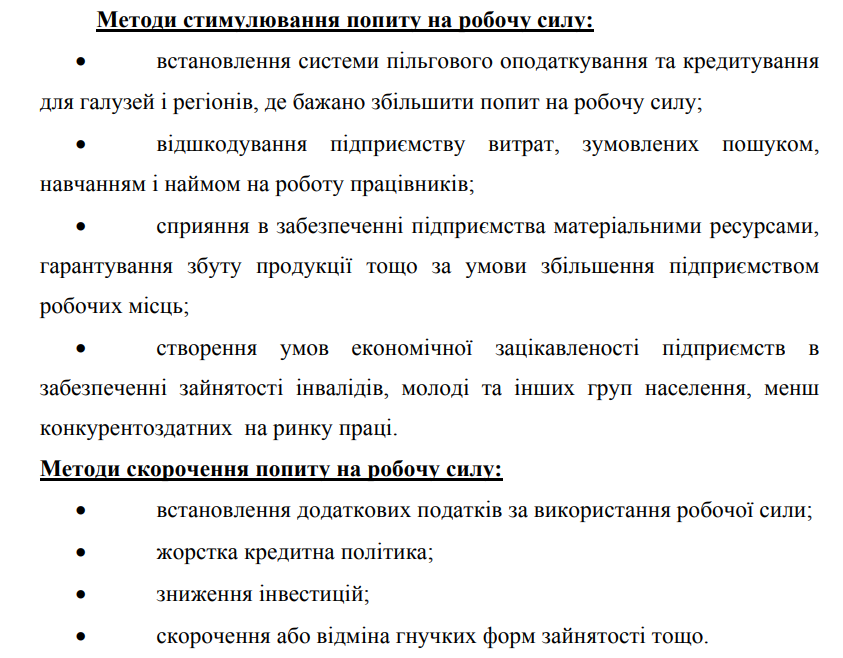 Методи стимулювання попиту на робочу силу:
• встановлення системи пільгового оподаткування та кредитування
для галузей і регіонів, де бажано збільшити попит на робочу силу;
• відшкодування підприємству витрат, зумовлених пошуком,
навчанням і наймом на роботу працівників;
• сприяння в забезпеченні підприємства матеріальними ресурсами,
гарантування збуту продукції тощо за умови збільшення підприємством
робочих місць;
• створення умов економічної зацікавленості підприємств в
забезпеченні зайнятості інвалідів, молоді та інших груп населення, менш
конкурентоздатних на ринку праці.
Методи скорочення попиту на робочу силу:
• встановлення додаткових податків за використання робочої сили;
• жорстка кредитна політика;
• зниження інвестицій;
• скорочення або відміна гнучких форм зайнятості тощо.